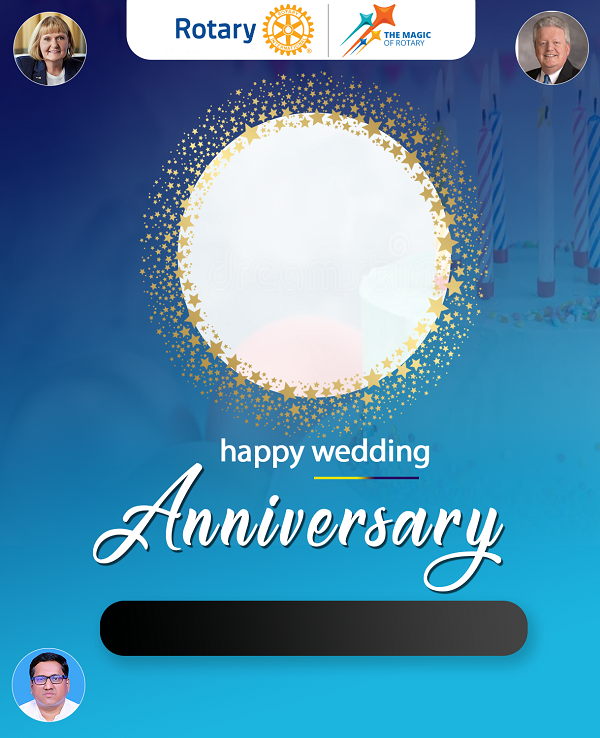 Rotary
THE MAGIC
OF ROTARY
happy wedding
Anniversary